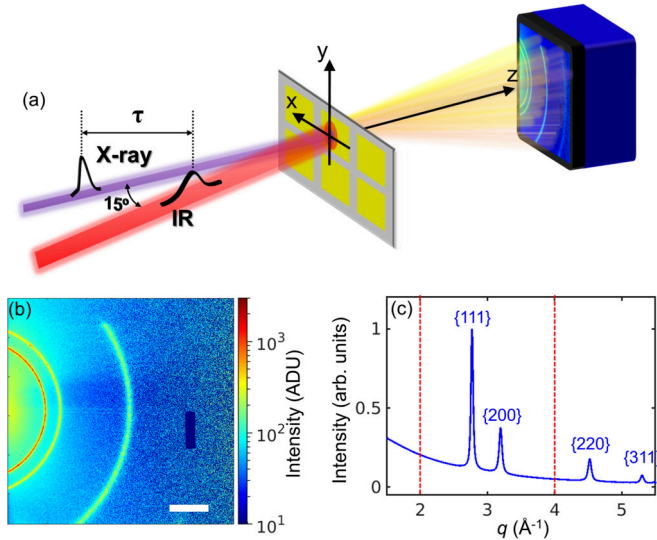 (a)
y
x
z
τ
X-ray
15°
IR
(b)
10³
10²
10¹
Intensity (ADU)
(c)
{111}
{200}
{220}
{311}
1
0.5
0
2
3
4
5
Intensity (arb. units)
q (Å⁻¹)